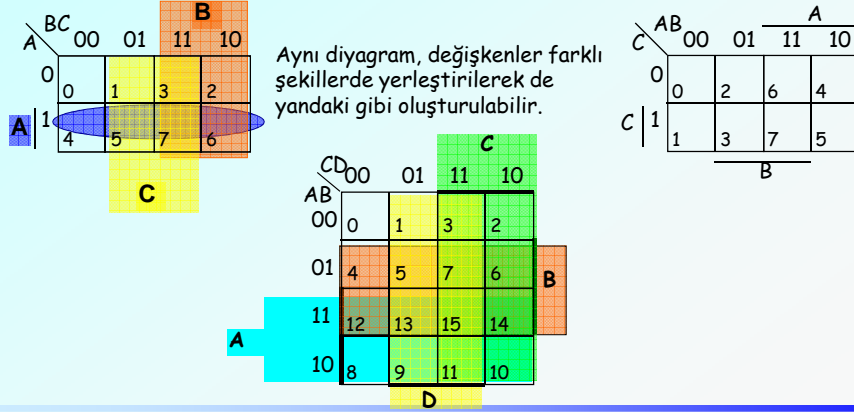 B
BC
A
00 01 11 10
0
0 1 3 2
A 1
4 5 7 6
C
Aynı diyagram, değişkenler farklı
şekillerde yerleştirilerek de
yandaki gibi oluşturulabilir.
A
AB
C
00 01 11 10
0
0 2 6 4
C 1
1 3 7 5
B
C
CD
AB
00 01 11 10
00 0 1 3 2
01 4 5 7 6 B
11 12 13 15 14
A
10 8 9 11 10
D